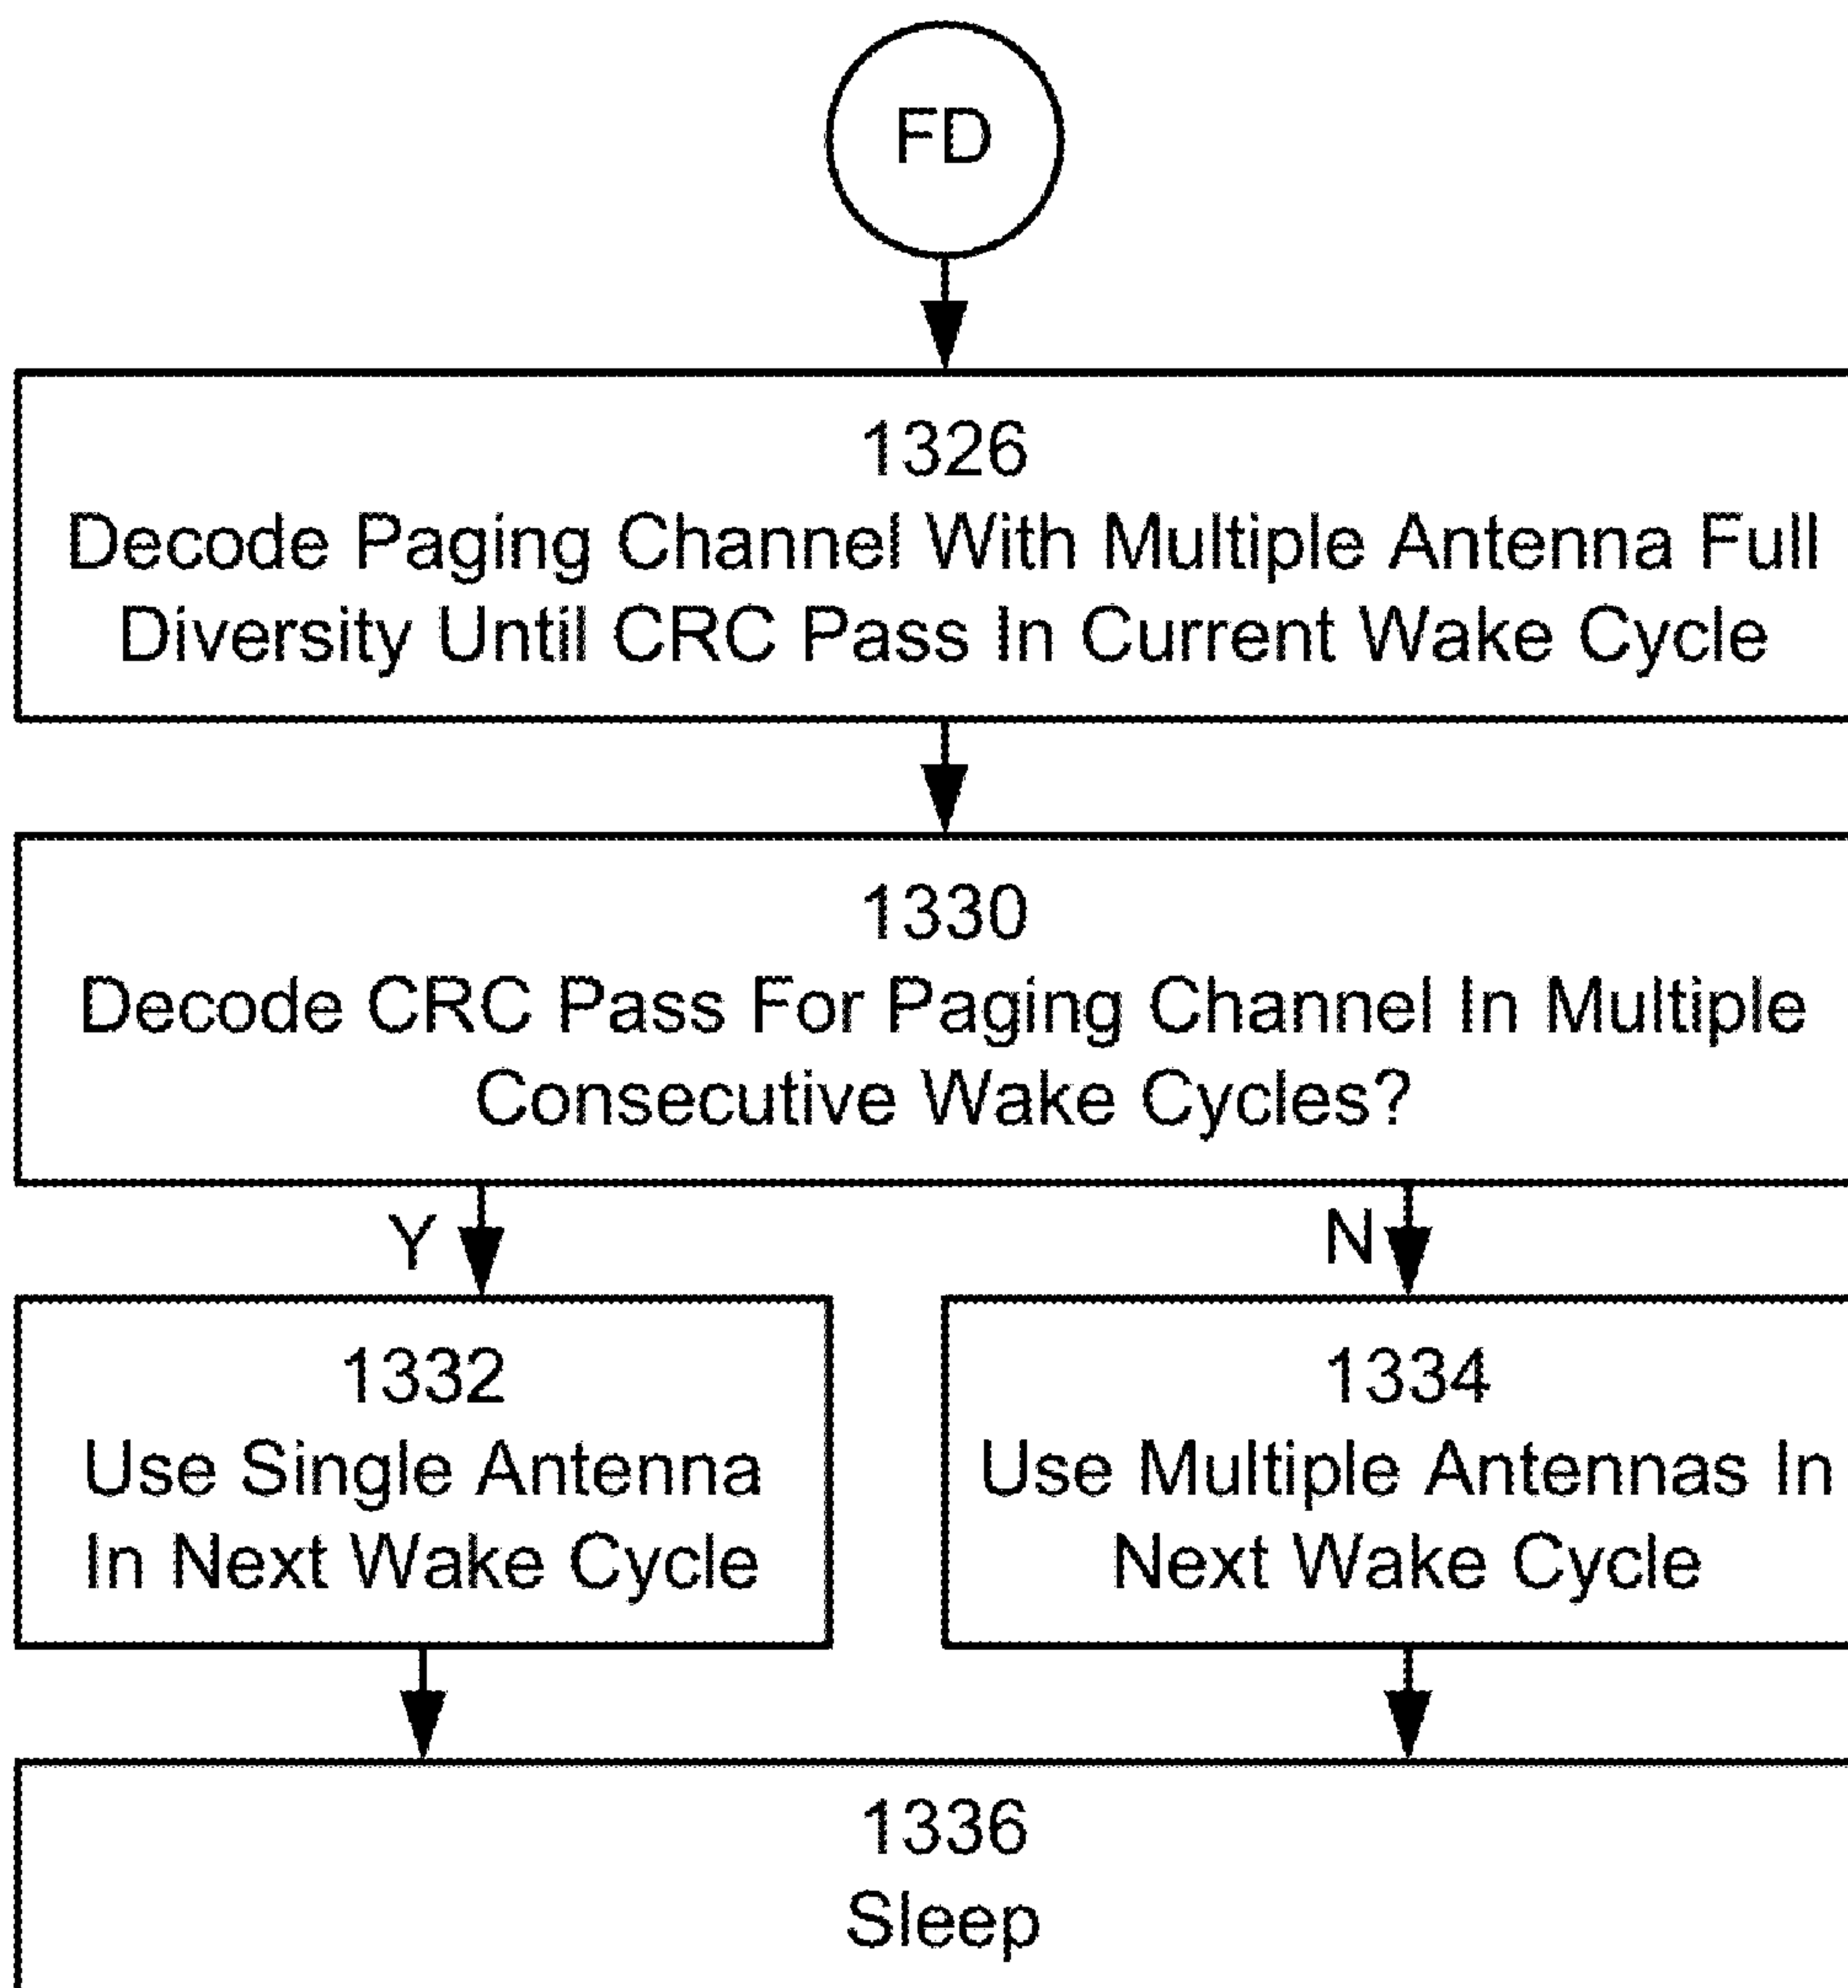 FD
1326
Decode Paging Channel With Multiple Antenna Full
Diversity Until CRC Pass In Current Wake Cycle
1330
Decode CRC Pass For Paging Channel In Multiple
Consecutive Wake Cycles?
Y
N
1332
Use Single Antenna
In Next Wake Cycle
1334
Use Multiple Antennas In
Next Wake Cycle
1336
Sleep